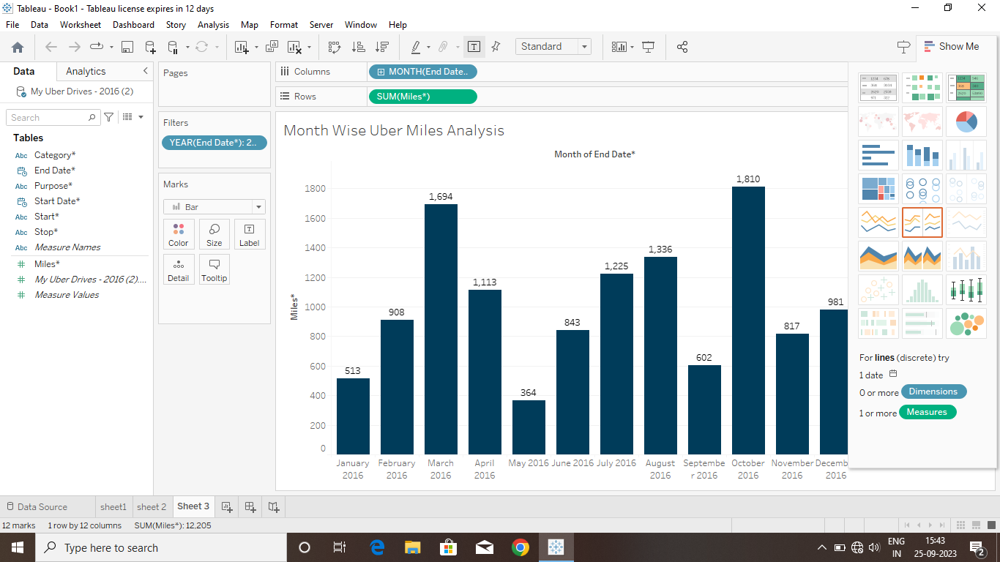 Tableau - Book1 - Tableau license expires in 12 days
File Data Worksheet Dashboard Story Analysis Map Format Server Window Help
Standard
Show Me
Data Analytics
My Uber Drives - 2016 (2)
Search
Tables
Abc Category*
End Date*
Abc Purpose*
Start Date*
Abc Start*
Abc Stop*
Abc Measure Names
Miles*
My Uber Drives - 2016 (2)....
Measure Values
Pages
Filters
YEAR(End Date*): 2..
Marks
Bar
Color Size Label
Detail Tooltip
Columns MONTH(End Date..
Rows SUM(Miles*)
Month Wise Uber Miles Analysis
Month of End Date*
Miles*
1800
1600
1400
1200
1000
800
600
400
200
0
513
908
1,694
1,113
364
843
1,225
1,336
602
1,810
817
981
January 2016
February 2016
March 2016
April 2016
May 2016
June 2016
July 2016
August 2016
Septembe
r 2016
October 2016
November 2016
Decemb
2016
For lines (discrete) try
1 date
0 or more Dimensions
1 or more Measures
Data Source sheet1 sheet 2 Sheet 3
12 marks 1 row by 12 columns SUM(Miles*): 12,205
Type here to search
ENG
IN
15:43
25-09-2023
2